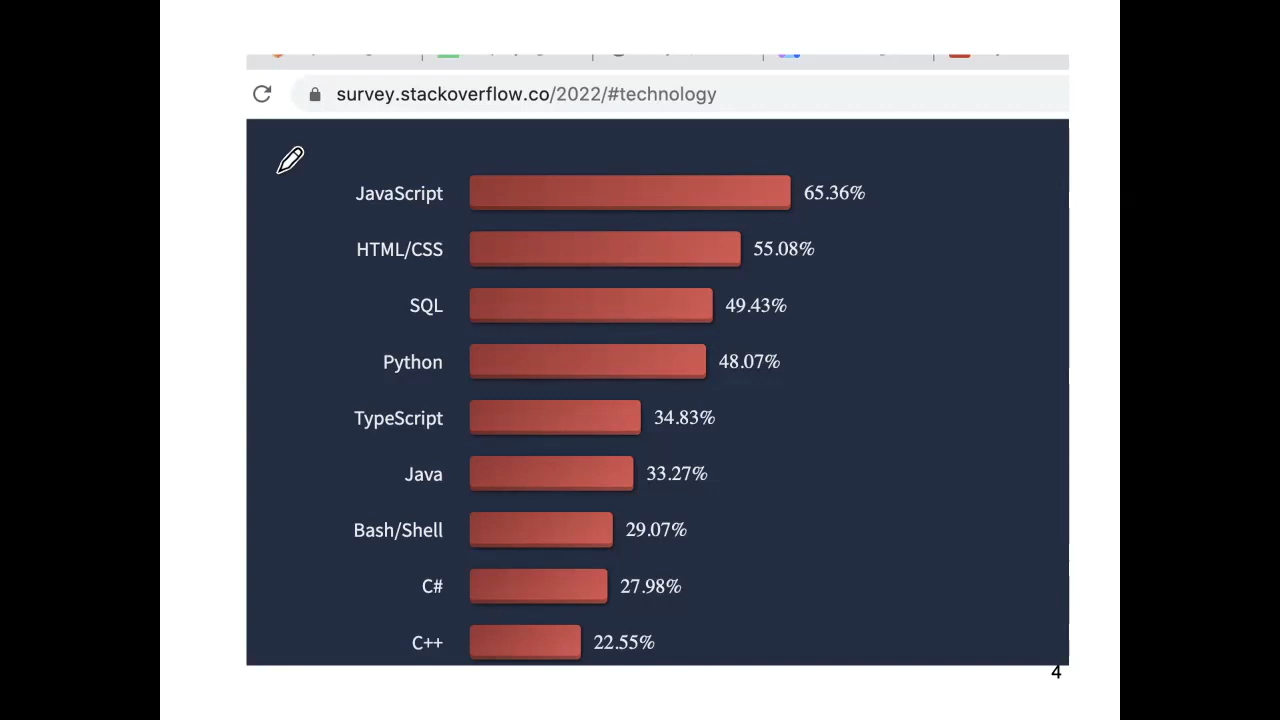 survey.stackoverflow.co/2022/#technology
JavaScript 65.36%
HTML/CSS 55.08%
SQL 49.43%
Python 48.07%
TypeScript 34.83%
Java 33.27%
Bash/Shell 29.07%
C# 27.98%
C++ 22.55%
4